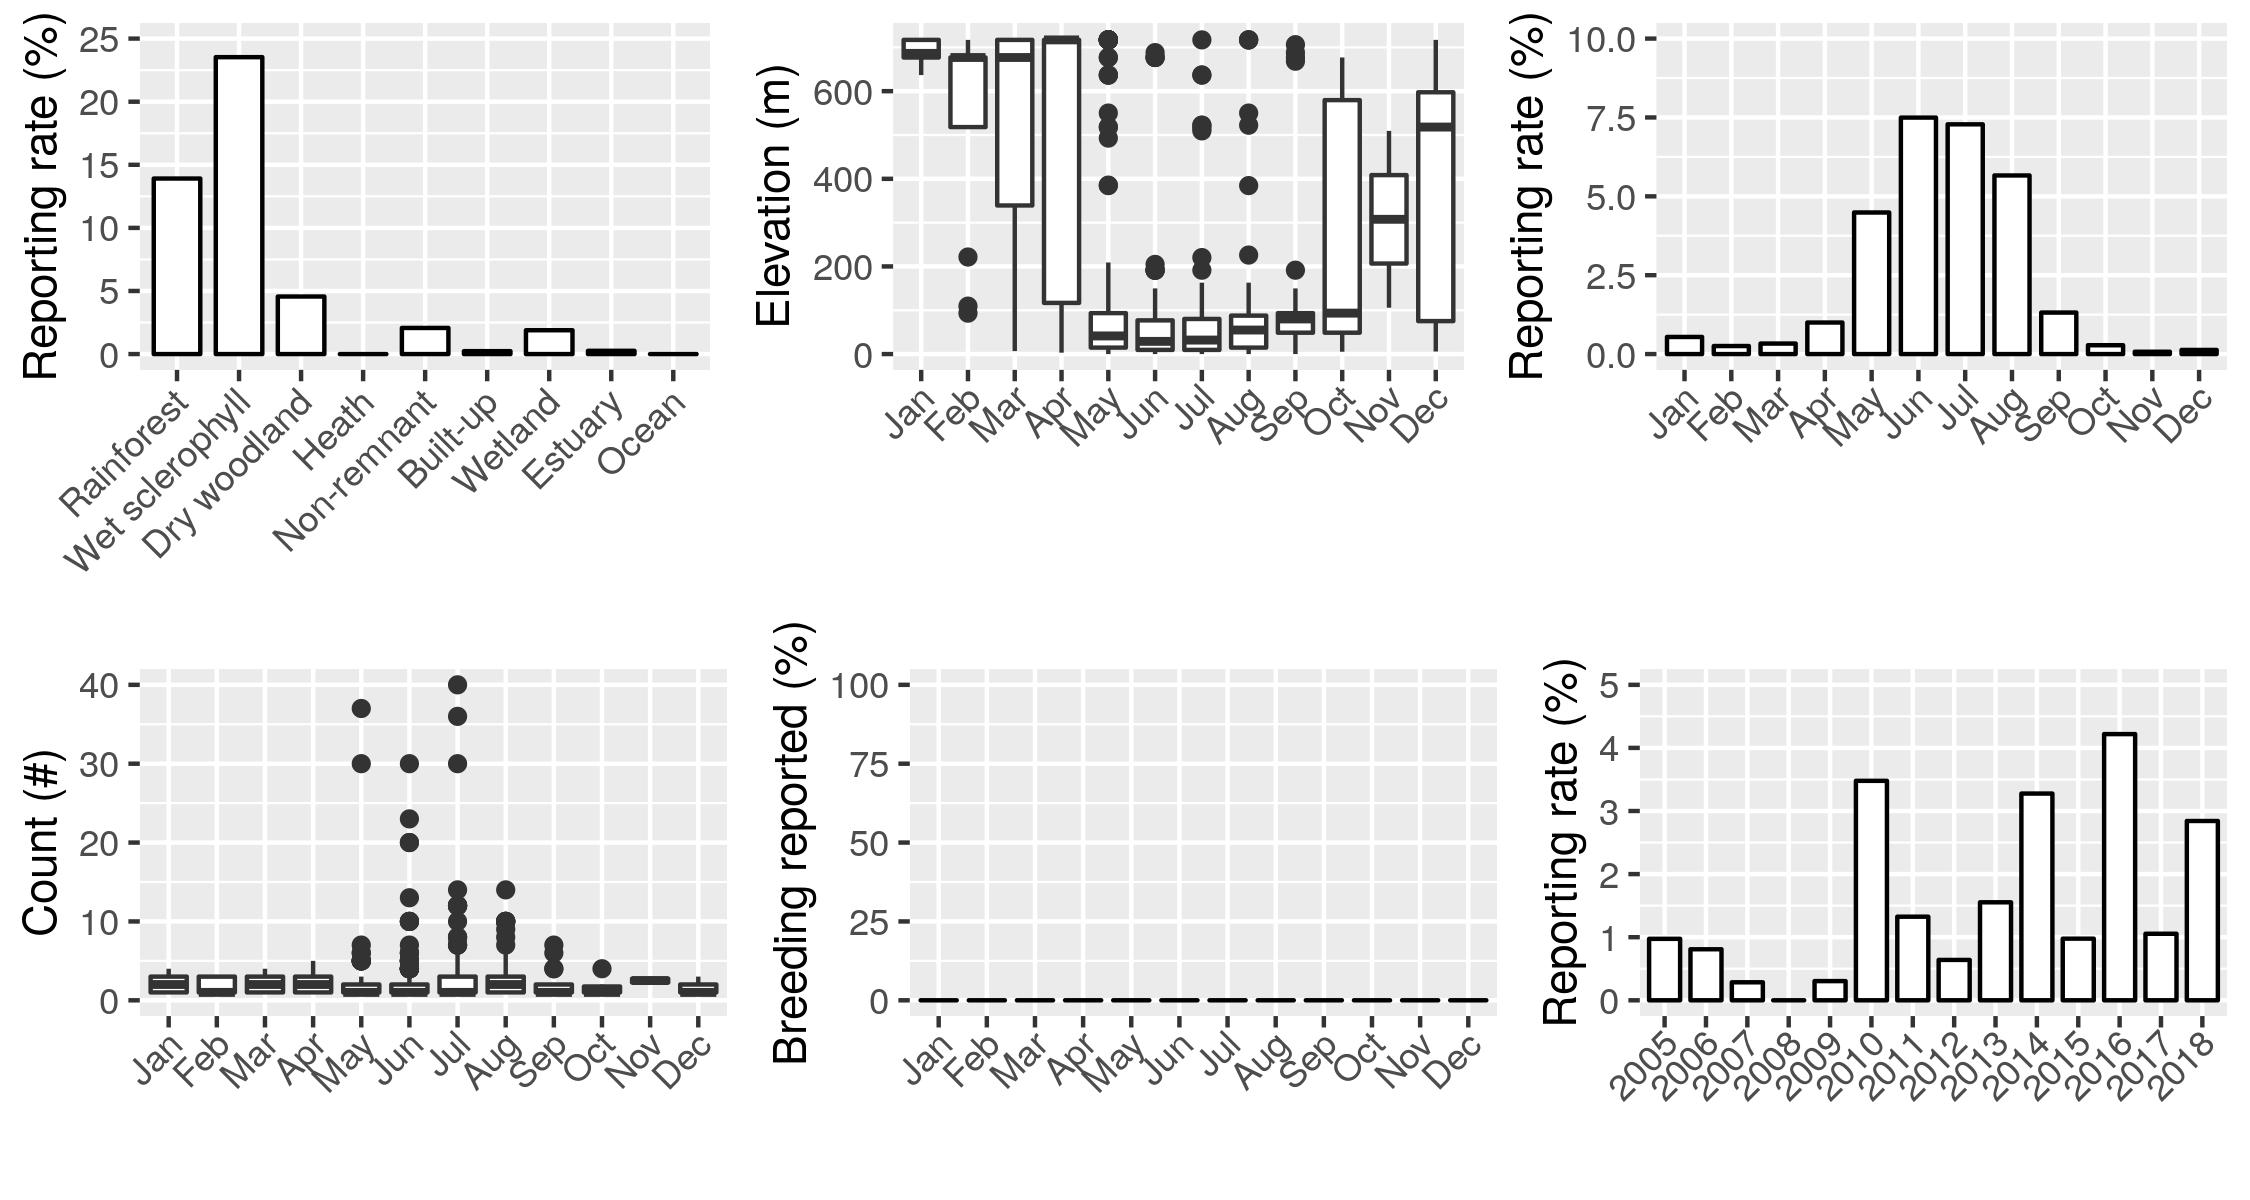 Reporting rate (%)
25
20
15
10
5
0
Rainforest
Wet sclerophyll
Dry woodland
Heath
Non-remnant
Built-up
Wetland
Estuary
Ocean
Elevation (m)
600
400
200
0
Jan
Feb
Mar
Apr
May
Jun
Jul
Aug
Sep
Oct
Nov
Dec
Reporting rate (%)
10.0
7.5
5.0
2.5
0.0
Jan
Feb
Mar
Apr
May
Jun
Jul
Aug
Sep
Oct
Nov
Dec
Count (#)
40
30
20
10
0
Jan
Feb
Mar
Apr
May
Jun
Jul
Aug
Sep
Oct
Nov
Dec
Breeding reported (%)
100
75
50
25
0
Jan
Feb
Mar
Apr
May
Jun
Jul
Aug
Sep
Oct
Nov
Dec
Reporting rate (%)
5
4
3
2
1
0
2005
2006
2007
2008
2009
2010
2011
2012
2013
2014
2015
2016
2017
2018